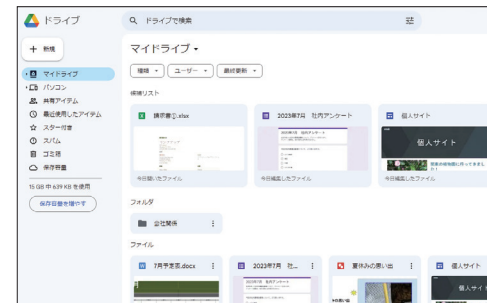 ドライブ
ドライブで検索
新規
マイドライブ
マイドライブ
パソコン
種類
ユーザー
最終更新
共有アイテム
最近使用したアイテム
候補リスト
スター付き
スパム
請求書①.xlsx
2023年7月 社内アンケート
個人サイト
ゴミ箱
保存容量
個人サイト
15 GB 中 639 KB を使用
保存容量を増やす
今日開いたファイル
今日編集したファイル
今日編集したファイル
フォルダ
会社関係
ファイル
7月予定表.docx
2023年7月 社...
夏休みの思い出
個人サイト
個人サイト